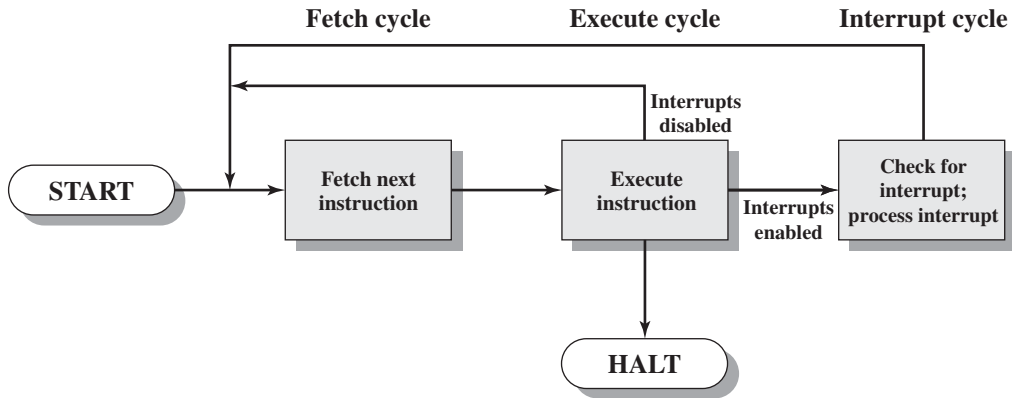 Fetch cycle
Execute cycle
Interrupt cycle
Interrupts
disabled
START
Fetch next
instruction
Execute
instruction
Interrupts
enabled
Check for
interrupt;
process interrupt
HALT